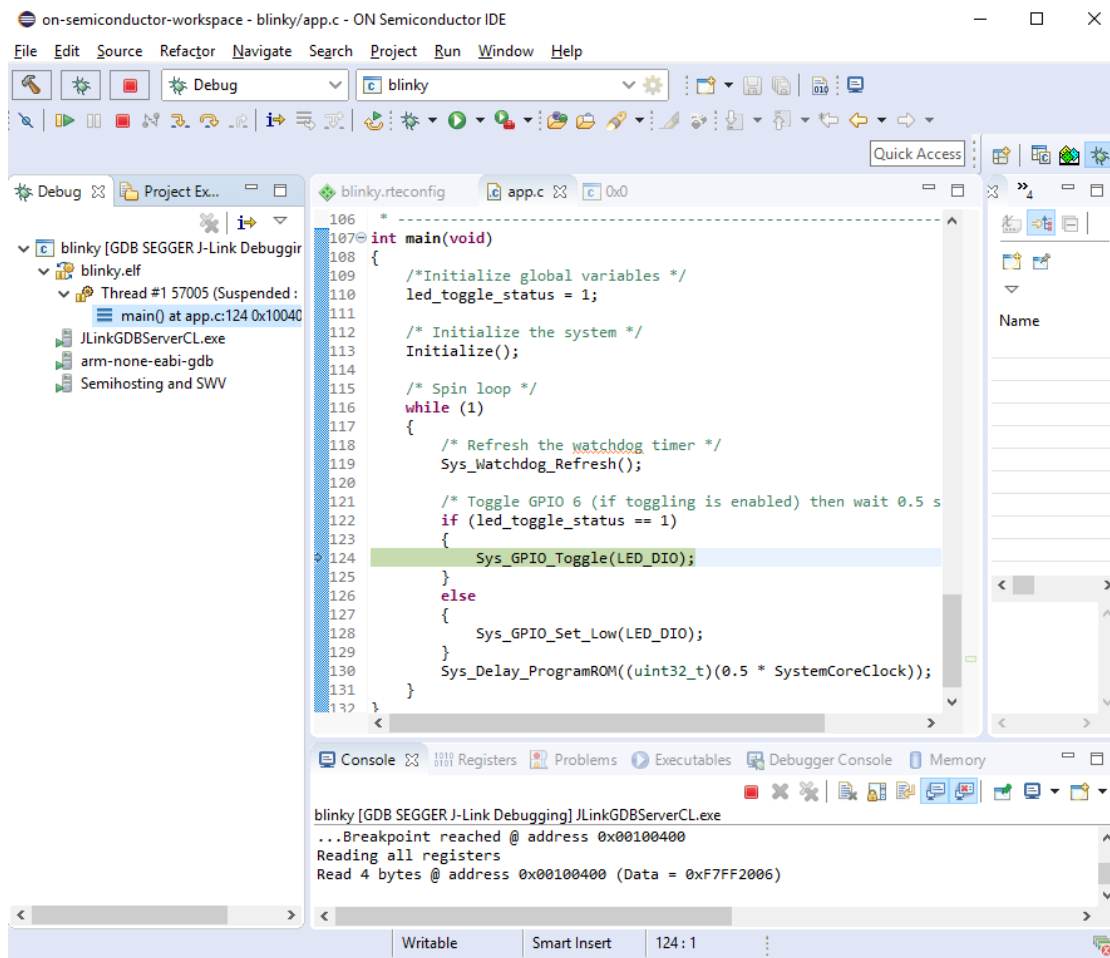 on-semiconductor-workspace - blinky/app.c - ON Semiconductor IDE
File Edit Source Refactor Navigate Search Project Run Window Help
Debug
blinky
Quick Access
Debug
Project Ex...
blinky [GDB SEGGER J-Link Debuggin
blinky.elf
Thread #1 57005 (Suspended :
main() at app.c:124 0x10040
JLinkGDBServerCL.exe
arm-none-eabi-gdb
Semihosting and SWV
blinky.rteconfig
app.c
0x0
106 * ---------------------------------------------------------------------
107 int main(void)
108 {
109 /*Initialize global variables */
110 led_toggle_status = 1;
111
112 /* Initialize the system */
113 Initialize();
114
115 /* Spin loop */
116 while (1)
117 {
118 /* Refresh the watchdog timer */
119 Sys_Watchdog_Refresh();
120
121 /* Toggle GPIO 6 (if toggling is enabled) then wait 0.5 s
122 if (led_toggle_status == 1)
123 {
124 Sys_GPIO_Toggle(LED_DIO);
125 }
126 else
127 {
128 Sys_GPIO_Set_Low(LED_DIO);
129 }
130 Sys_Delay_ProgramROM((uint32_t)(0.5 * SystemCoreClock));
131 }
132 }
»4
Name
Console
Registers
Problems
Executables
Debugger Console
Memory
blinky [GDB SEGGER J-Link Debugging] JLinkGDBServerCL.exe
...Breakpoint reached @ address 0x00100400
Reading all registers
Read 4 bytes @ address 0x00100400 (Data = 0xF7FF2006)
Writable
Smart Insert
124 : 1